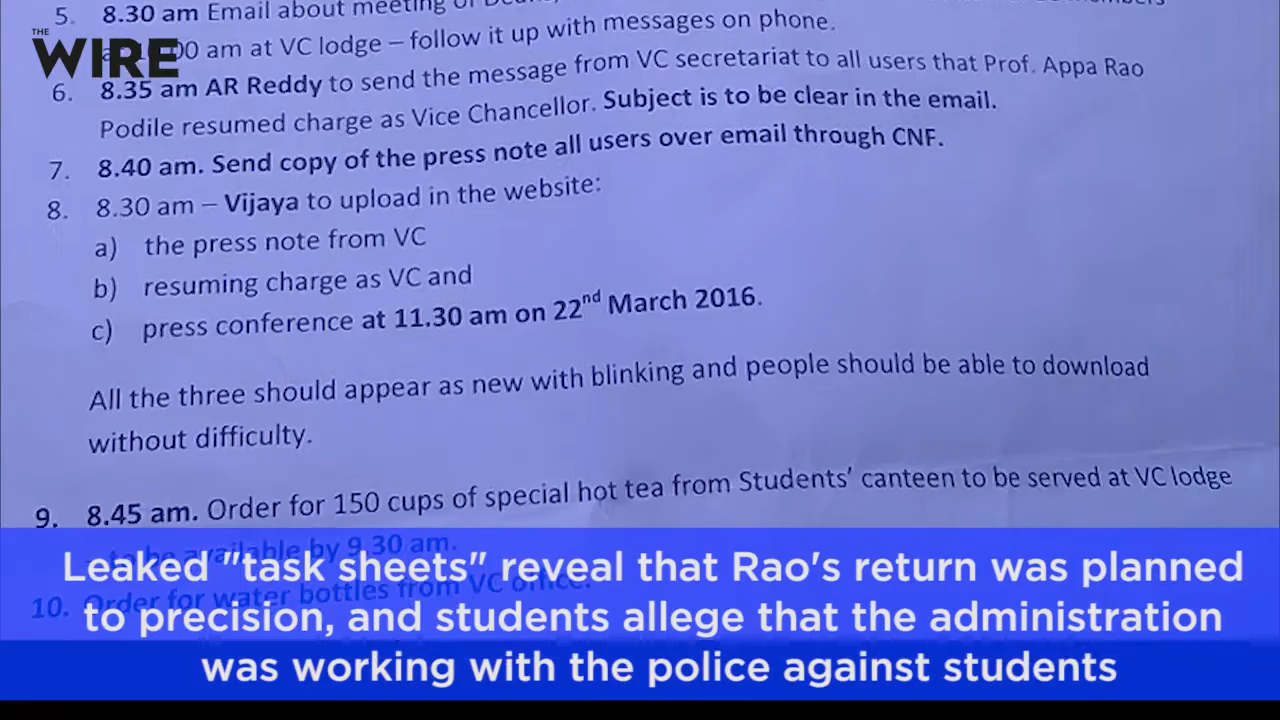 5. 8.30 am Email about meeting of
00 am at VC lodge – follow it up with messages on phone.
THE
WIRE
6. 8.35 am AR Reddy to send the message from VC secretariat to all users that Prof. Appa Rao
Podile resumed charge as Vice Chancellor. Subject is to be clear in the email.
7. 8.40 am. Send copy of the press note all users over email through CNF.
8. 8.30 am – Vijaya to upload in the website:
a) the press note from VC
b) resuming charge as VC and
c) press conference at 11.30 am on 22nd March 2016.
All the three should appear as new with blinking and people should be able to download
without difficulty.
9. 8.45 am. Order for 150 cups of special hot tea from Students' canteen to be served at VC lodge
to be available by 9.30 am.
10. Order for water bottles from VC office.
Leaked "task sheets" reveal that Rao's return was planned
to precision, and students allege that the administration
was working with the police against students